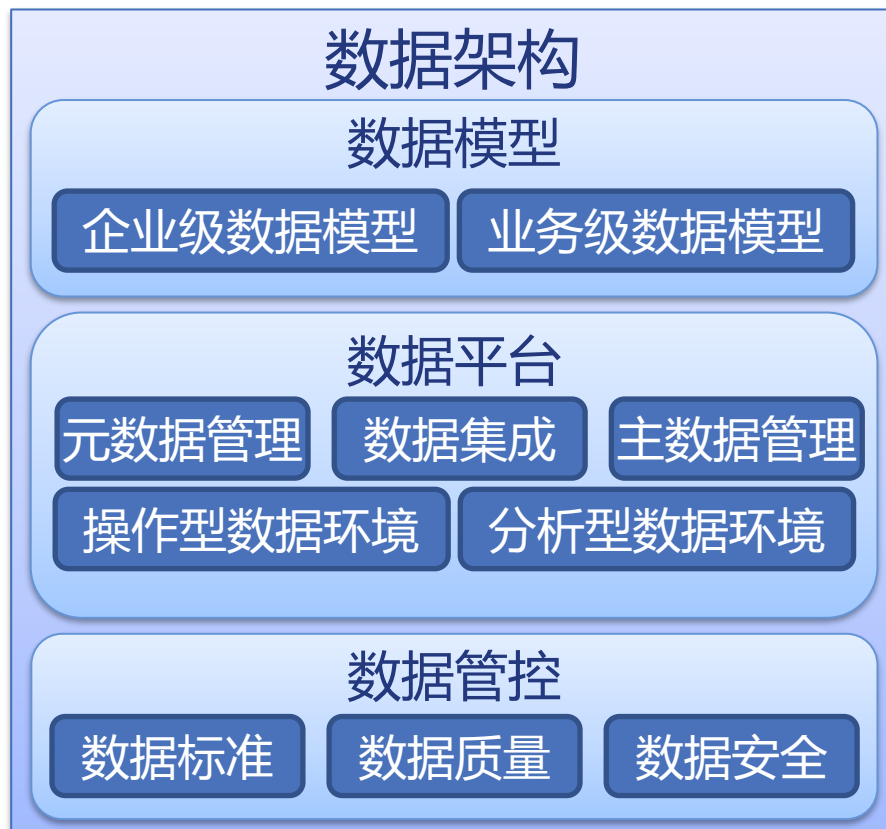 数据架构
数据模型
企业级数据模型 业务级数据模型
数据平台
元数据管理 数据集成 主数据管理
操作型数据环境 分析型数据环境
数据管控
数据标准 数据质量 数据安全